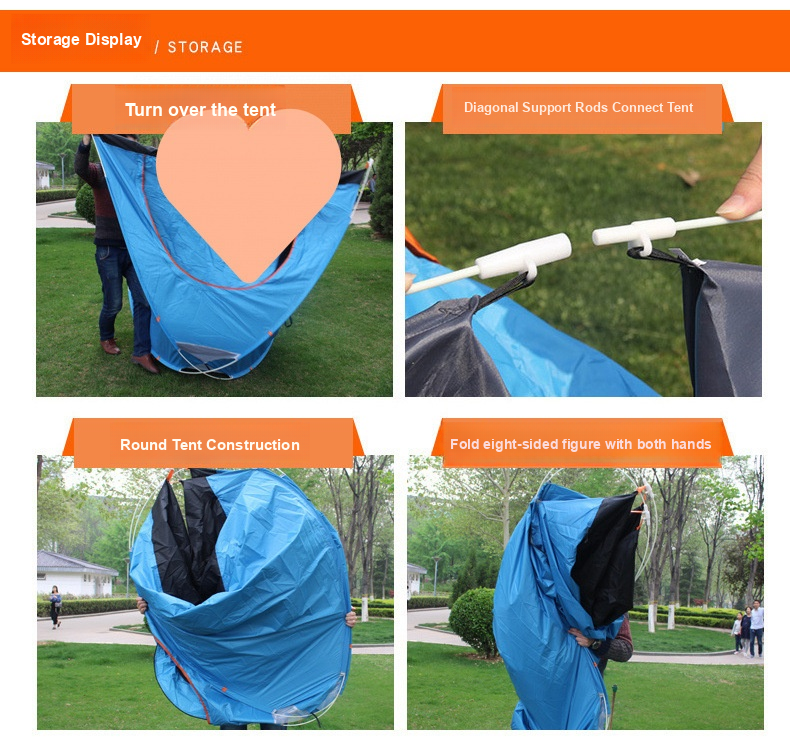 Storage Display / STORAGE
Turn over the tent
Diagonal Support Rods Connect Tent
Round Tent Construction
Fold eight-sided figure with both hands